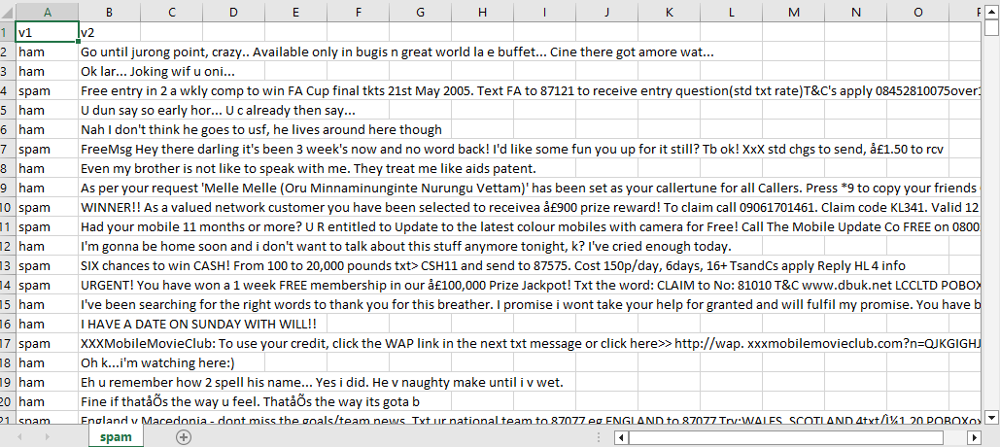 A B C D E F G H I J K L M N O
1 v1 v2
2 ham Go until jurong point, crazy.. Available only in bugis n great world la e buffet... Cine there got amore wat...
3 ham Ok lar... Joking wif u oni...
4 spam Free entry in 2 a wkly comp to win FA Cup final tkts 21st May 2005. Text FA to 87121 to receive entry question(std txt rate)T&C's apply 08452810075over1
5 ham U dun say so early hor... U c already then say...
6 ham Nah I don't think he goes to usf, he lives around here though
7 spam FreeMsg Hey there darling it's been 3 week's now and no word back! I'd like some fun you up for it still? Tb ok! XxX std chgs to send, å£1.50 to rcv
8 ham Even my brother is not like to speak with me. They treat me like aids patent.
9 ham As per your request 'Melle Melle (Oru Minnaminunginte Nurungu Vettam)' has been set as your callertune for all Callers. Press *9 to copy your friends
10 spam WINNER!! As a valued network customer you have been selected to receivea å£900 prize reward! To claim call 09061701461. Claim code KL341. Valid 12
11 spam Had your mobile 11 months or more? U R entitled to Update to the latest colour mobiles with camera for Free! Call The Mobile Update Co FREE on 0800
12 ham I'm gonna be home soon and i don't want to talk about this stuff anymore tonight, k? I've cried enough today.
13 spam SIX chances to win CASH! From 100 to 20,000 pounds txt> CSH11 and send to 87575. Cost 150p/day, 6days, 16+ TsandCs apply Reply HL 4 info
14 spam URGENT! You have won a 1 week FREE membership in our å£100,000 Prize Jackpot! Txt the word: CLAIM to No: 81010 T&C www.dbuk.net LCCLTD POBOX
15 ham I've been searching for the right words to thank you for this breather. I promise i wont take your help for granted and will fulfil my promise. You have b
16 ham I HAVE A DATE ON SUNDAY WITH WILL!!
17 spam XXXMobileMovieClub: To use your credit, click the WAP link in the next txt message or click here>> http://wap. xxxmobilemovieclub.com?n=QJKGIGHJ
18 ham Oh k...i'm watching here:)
19 ham Eh u remember how 2 spell his name... Yes i did. He v naughty make until i v wet.
20 ham Fine if thatåÕs the way u feel. ThatåÕs the way its gota b
21 spam England v Macedonia - dont miss the goals/team news. Txt ur national team to 87077 eg ENGLAND to 87077 Try:WALES, SCOTLAND 4txt/Ì¼1.20 POBOXox
spam